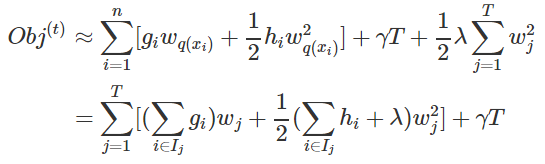 Obj^{(t)} ≈ \sum_{i=1}^{n} [g_i w_{q(x_i)} + \frac{1}{2} h_i w_{q(x_i)}^2] + γT + \frac{1}{2} λ \sum_{j=1}^{T} w_j^2
= \sum_{j=1}^{T} [(\sum_{i∈I_j} g_i) w_j + \frac{1}{2} (\sum_{i∈I_j} h_i + λ) w_j^2] + γT